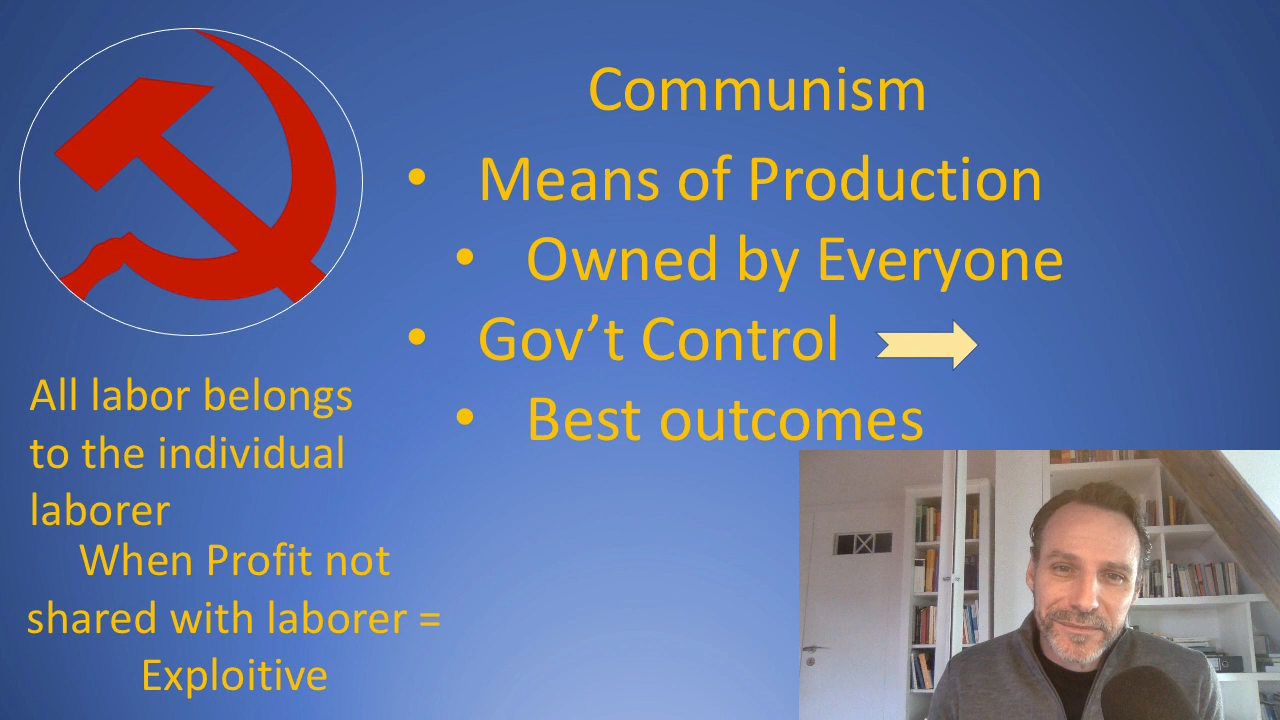 Communism
• Means of Production
• Owned by Everyone
• Gov’t Control
• Best outcomes
All labor belongs
to the individual
laborer
When Profit not
shared with laborer =
Exploitive